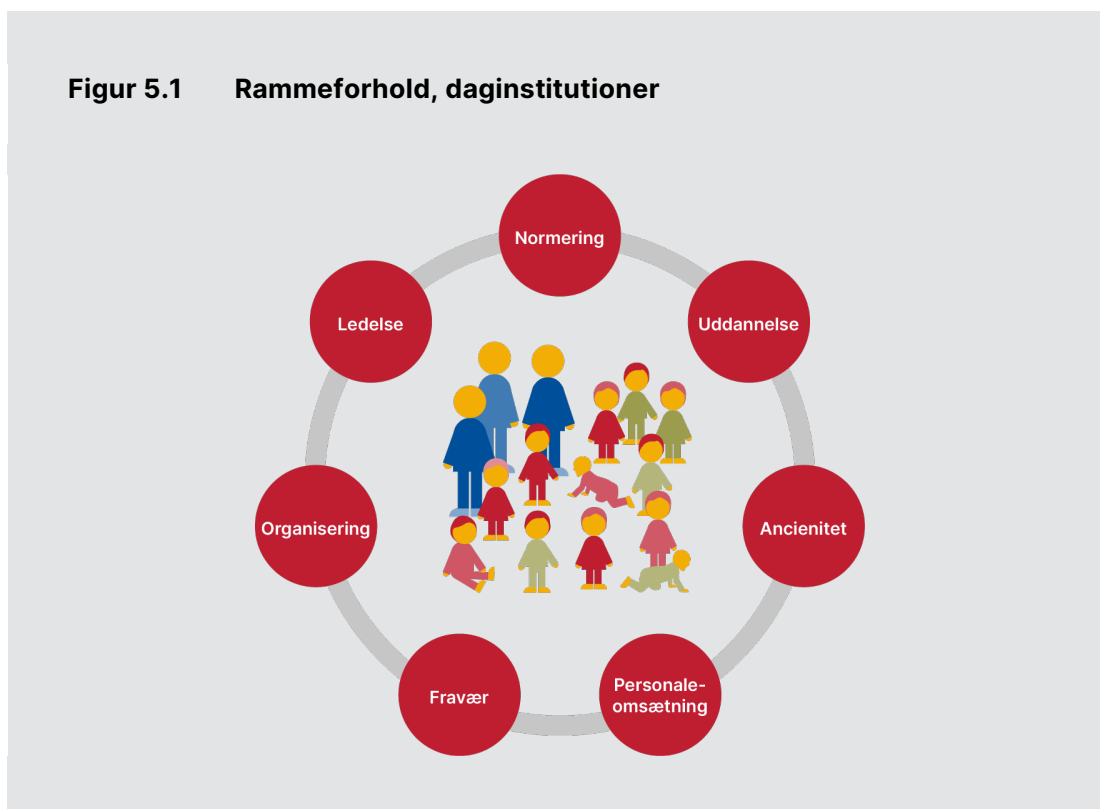 Figur 5.1 Rammeforhold, daginstitutioner
Normering
Uddannelse
Ancienitet
Personale-
omsætning
Fravær
Organisering
Ledelse